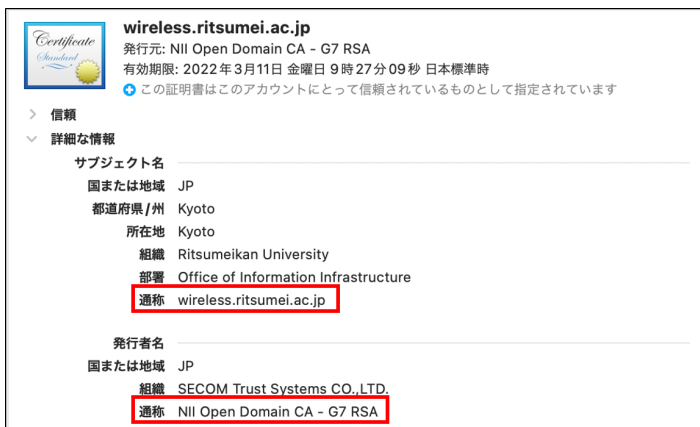 Certificate
Standard
wireless.ritsumei.ac.jp
発行元: NII Open Domain CA - G7 RSA
有効期限: 2022年3月11日 金曜日 9時27分09秒 日本標準時
この証明書はこのアカウントにとって信頼されているものとして指定されています
信頼
詳細な情報
サブジェクト名
国または地域 JP
都道府県/州 Kyoto
所在地 Kyoto
組織 Ritsumeikan University
部署 Office of Information Infrastructure
通称 wireless.ritsumei.ac.jp
発行者名
国または地域 JP
組織 SECOM Trust Systems CO.,LTD.
通称 NII Open Domain CA - G7 RSA